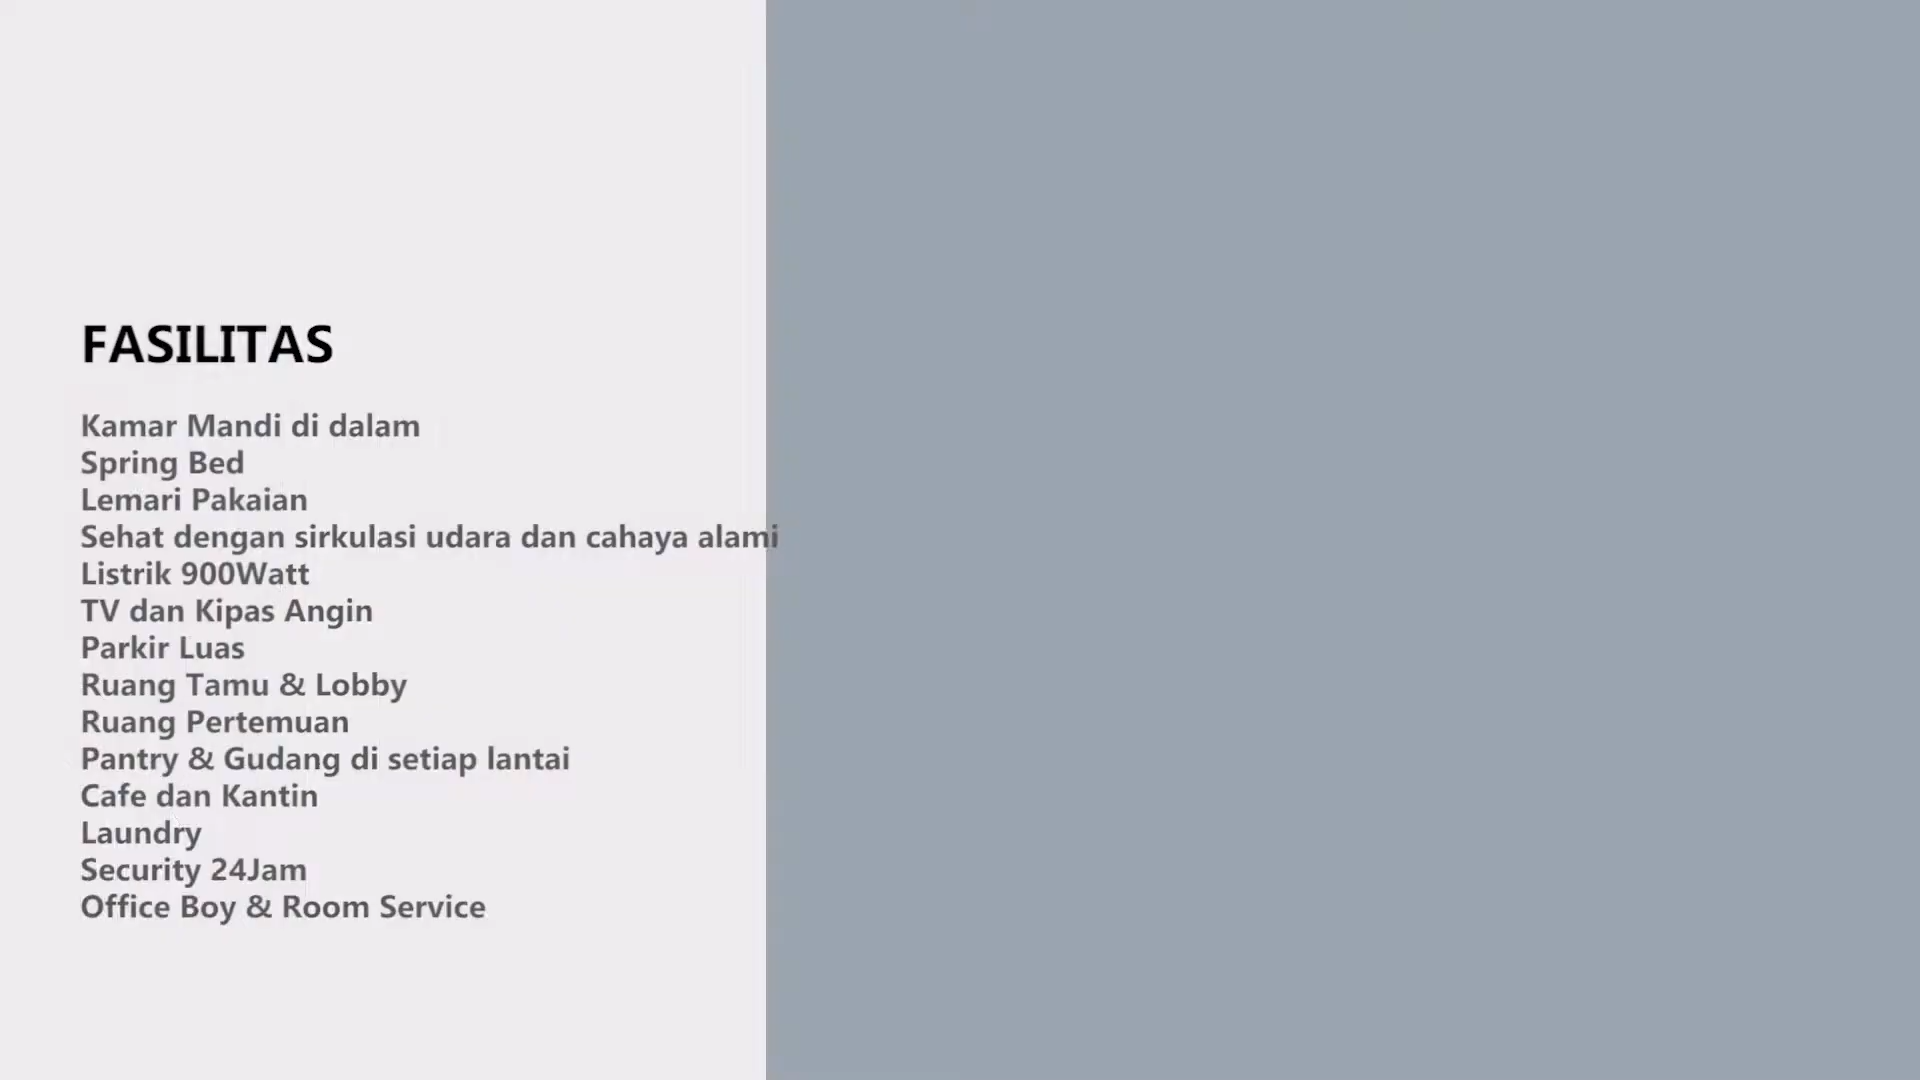 FASILITAS
Kamar Mandi di dalam
Spring Bed
Lemari Pakaian
Sehat dengan sirkulasi udara dan cahaya alami
Listrik 900Watt
TV dan Kipas Angin
Parkir Luas
Ruang Tamu & Lobby
Ruang Pertemuan
Pantry & Gudang di setiap lantai
Cafe dan Kantin
Laundry
Security 24Jam
Office Boy & Room Service